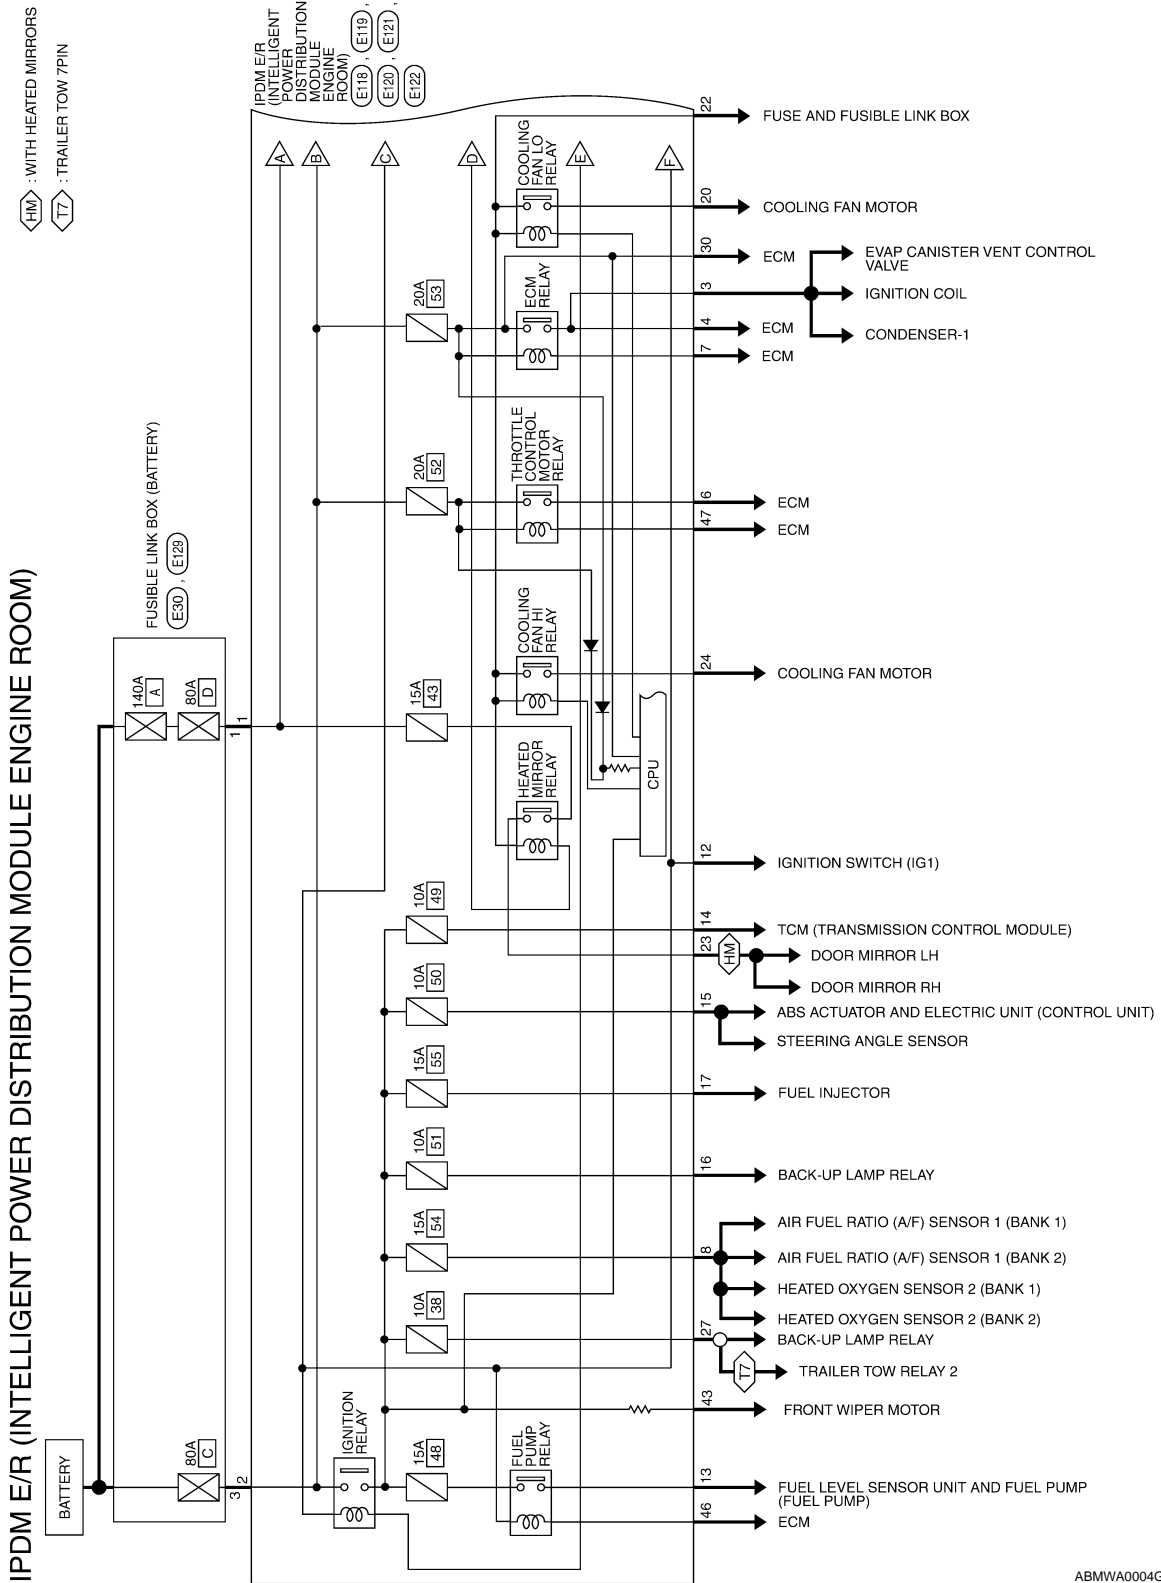 IPDM E/R (INTELLIGENT POWER DISTRIBUTION MODULE ENGINE ROOM)
HM : WITH HEATED MIRRORS
T7 : TRAILER TOW 7PIN
BATTERY
FUSIBLE LINK BOX (BATTERY)
E30 , E129
140A
A
80A
D
80A
C
1
1
3
2
IPDM E/R
(INTELLIGENT
POWER
DISTRIBUTION
MODULE
ENGINE
ROOM)
E118 , E119 ,
E120 , E121 ,
E122
A
B
C
D
E
F
COOLING
FAN LO
RELAY
22
FUSE AND FUSIBLE LINK BOX
20
COOLING FAN MOTOR
30
ECM
20A
53
ECM
RELAY
3
EVAP CANISTER VENT CONTROL
VALVE
IGNITION COIL
CONDENSER-1
4
ECM
7
ECM
20A
52
THROTTLE
CONTROL
MOTOR
RELAY
6
ECM
47
ECM
COOLING
FAN HI
RELAY
24
COOLING FAN MOTOR
15A
43
HEATED
MIRROR
RELAY
CPU
12
IGNITION SWITCH (IG1)
10A
49
14
TCM (TRANSMISSION CONTROL MODULE)
23
HM
DOOR MIRROR LH
DOOR MIRROR RH
10A
50
15
ABS ACTUATOR AND ELECTRIC UNIT (CONTROL UNIT)
STEERING ANGLE SENSOR
15A
55
17
FUEL INJECTOR
10A
51
16
BACK-UP LAMP RELAY
15A
54
8
AIR FUEL RATIO (A/F) SENSOR 1 (BANK 1)
AIR FUEL RATIO (A/F) SENSOR 1 (BANK 2)
HEATED OXYGEN SENSOR 2 (BANK 1)
HEATED OXYGEN SENSOR 2 (BANK 2)
10A
38
27
BACK-UP LAMP RELAY
T7
TRAILER TOW RELAY 2
43
FRONT WIPER MOTOR
IGNITION
RELAY
15A
48
FUEL
PUMP
RELAY
13
FUEL LEVEL SENSOR UNIT AND FUEL PUMP
(FUEL PUMP)
46
ECM
ABMWA0004G